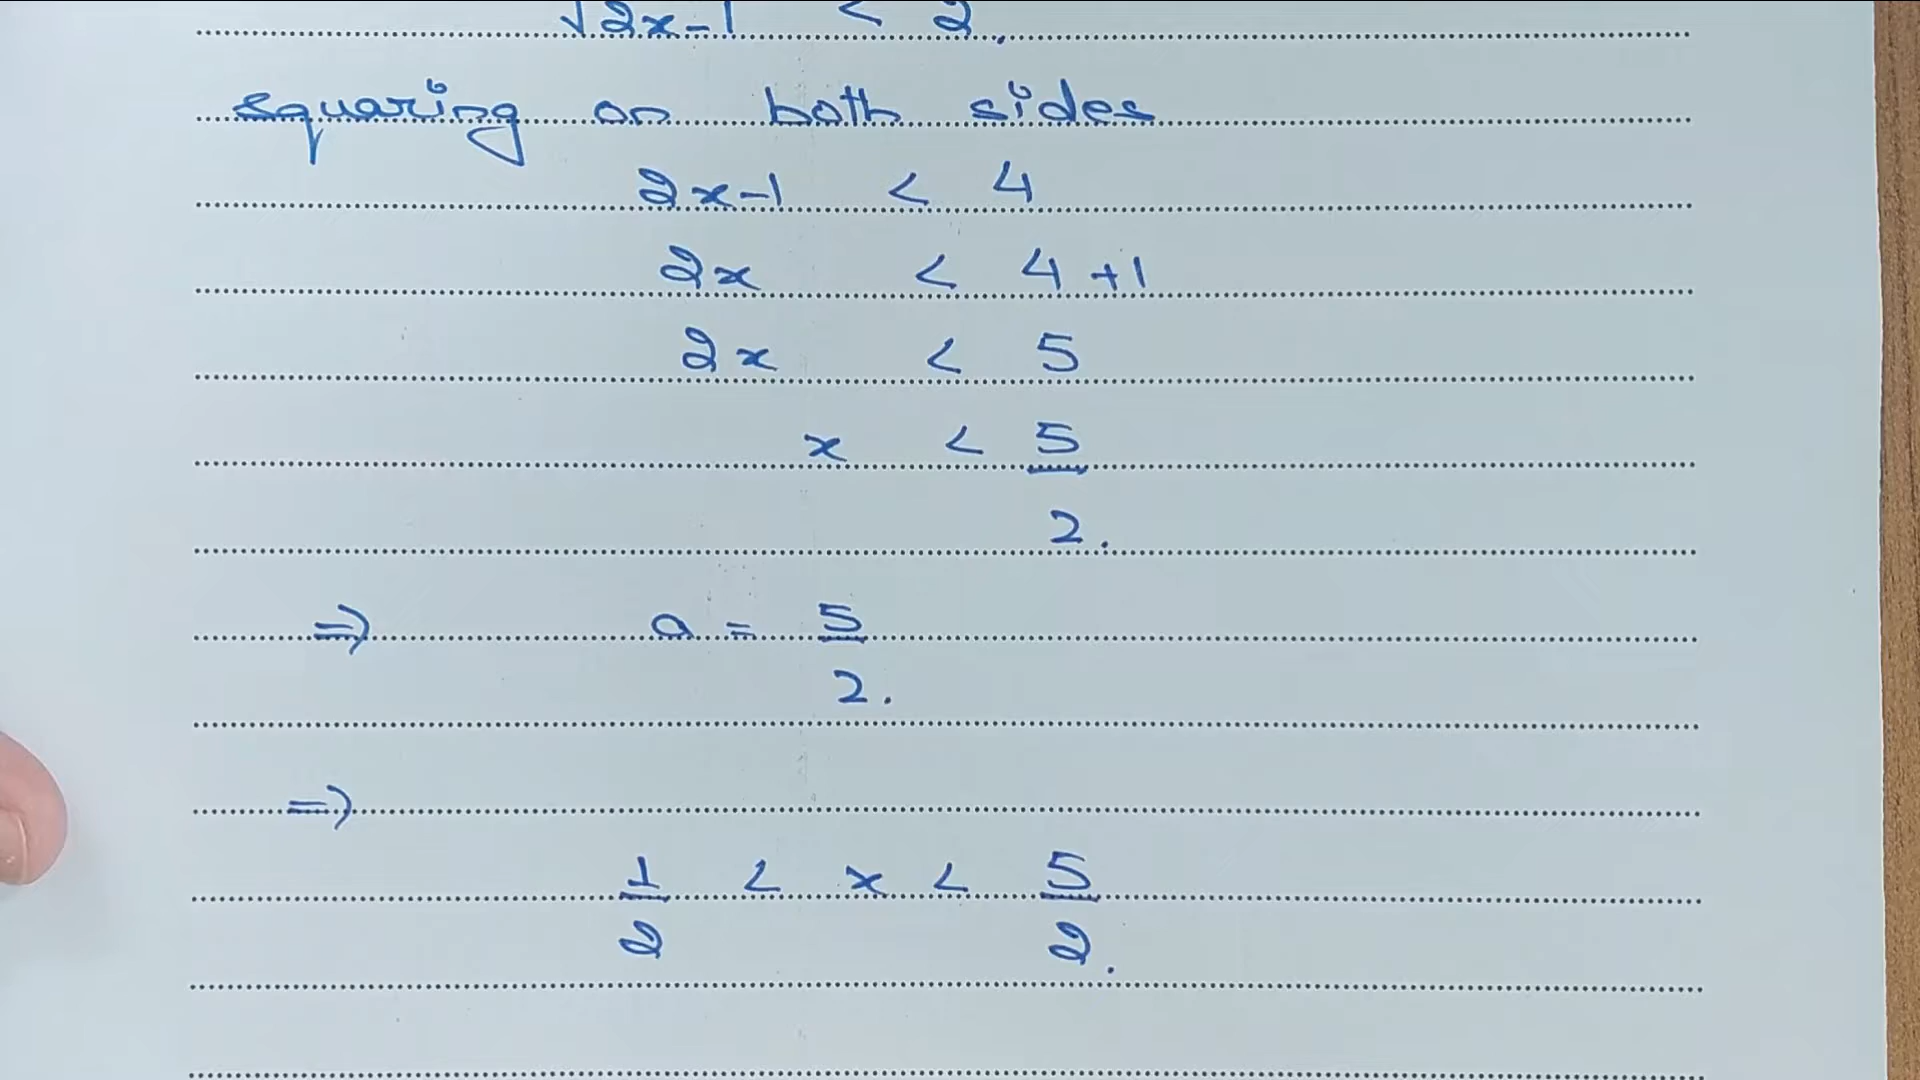 √2x-1 < 2.
squaring on both sides
2x-1 < 4
2x < 4+1
2x < 5
x < 5/2.
⇒ a = 5/2.
⇒
1/2 < x < 5/2.